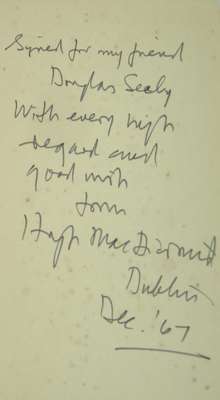 Signed for my friend
Douglas Sealy
With every high
regard and
good wish
from
Hugh MacDiarmid
Dublin
Dec. '67